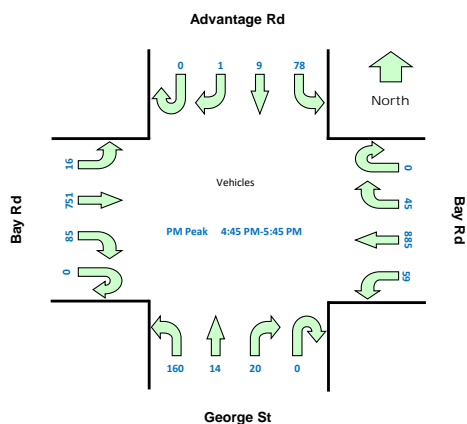 Advantage Rd
0 1 9 78
North
16
751
85
0
Bay Rd
Vehicles
PM Peak 4:45 PM-5:45 PM
0
45
885
59
Bay Rd
160 14 20 0
George St